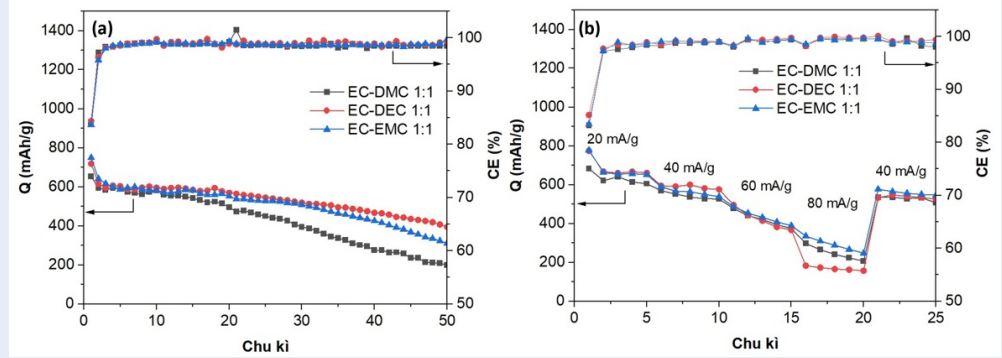 (a)
1400
1200
1000
800
600
400
200
0
Q (mAh/g)
100
90
80
70
60
50
CE (%)
EC-DMC 1:1
EC-DEC 1:1
EC-EMC 1:1
0 10 20 30 40 50
Chu kì
(b)
1400
1200
1000
800
600
400
200
0
Q (mAh/g)
100
90
80
70
60
50
CE (%)
EC-DMC 1:1
EC-DEC 1:1
EC-EMC 1:1
20 mA/g
40 mA/g
60 mA/g
80 mA/g
40 mA/g
0 5 10 15 20 25
Chu kì